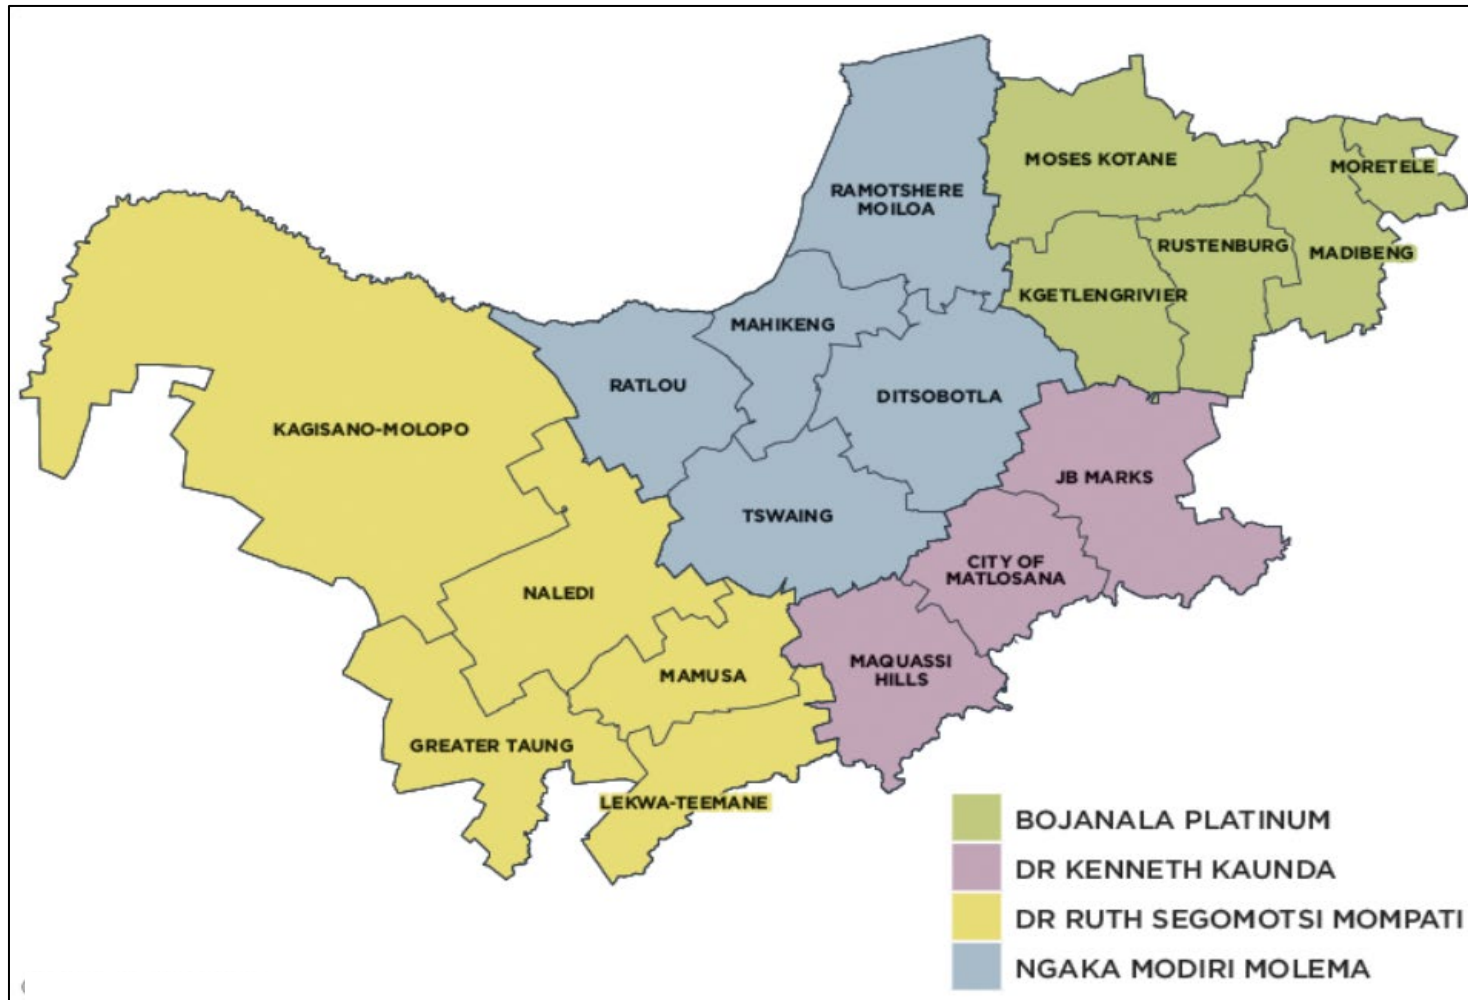 MOSES KOTANE
MORETELE
RAMOTSHERE
MOILOA
RUSTENBURG
MADIBENG
KGETLENGRIVIER
MAHIKENG
RATLOU
DITSOBOTLA
KAGISANO-MOLOPO
JB MARKS
TSWAING
CITY OF
MATLOSANA
NALEDI
MAQUASSI
HILLS
MAMUSA
GREATER TAUNG
LEKWA-TEEMANE
BOJANALA PLATINUM
DR KENNETH KAUNDA
DR RUTH SEGOMOTSI MOMPATI
NGAKA MODIRI MOLEMA